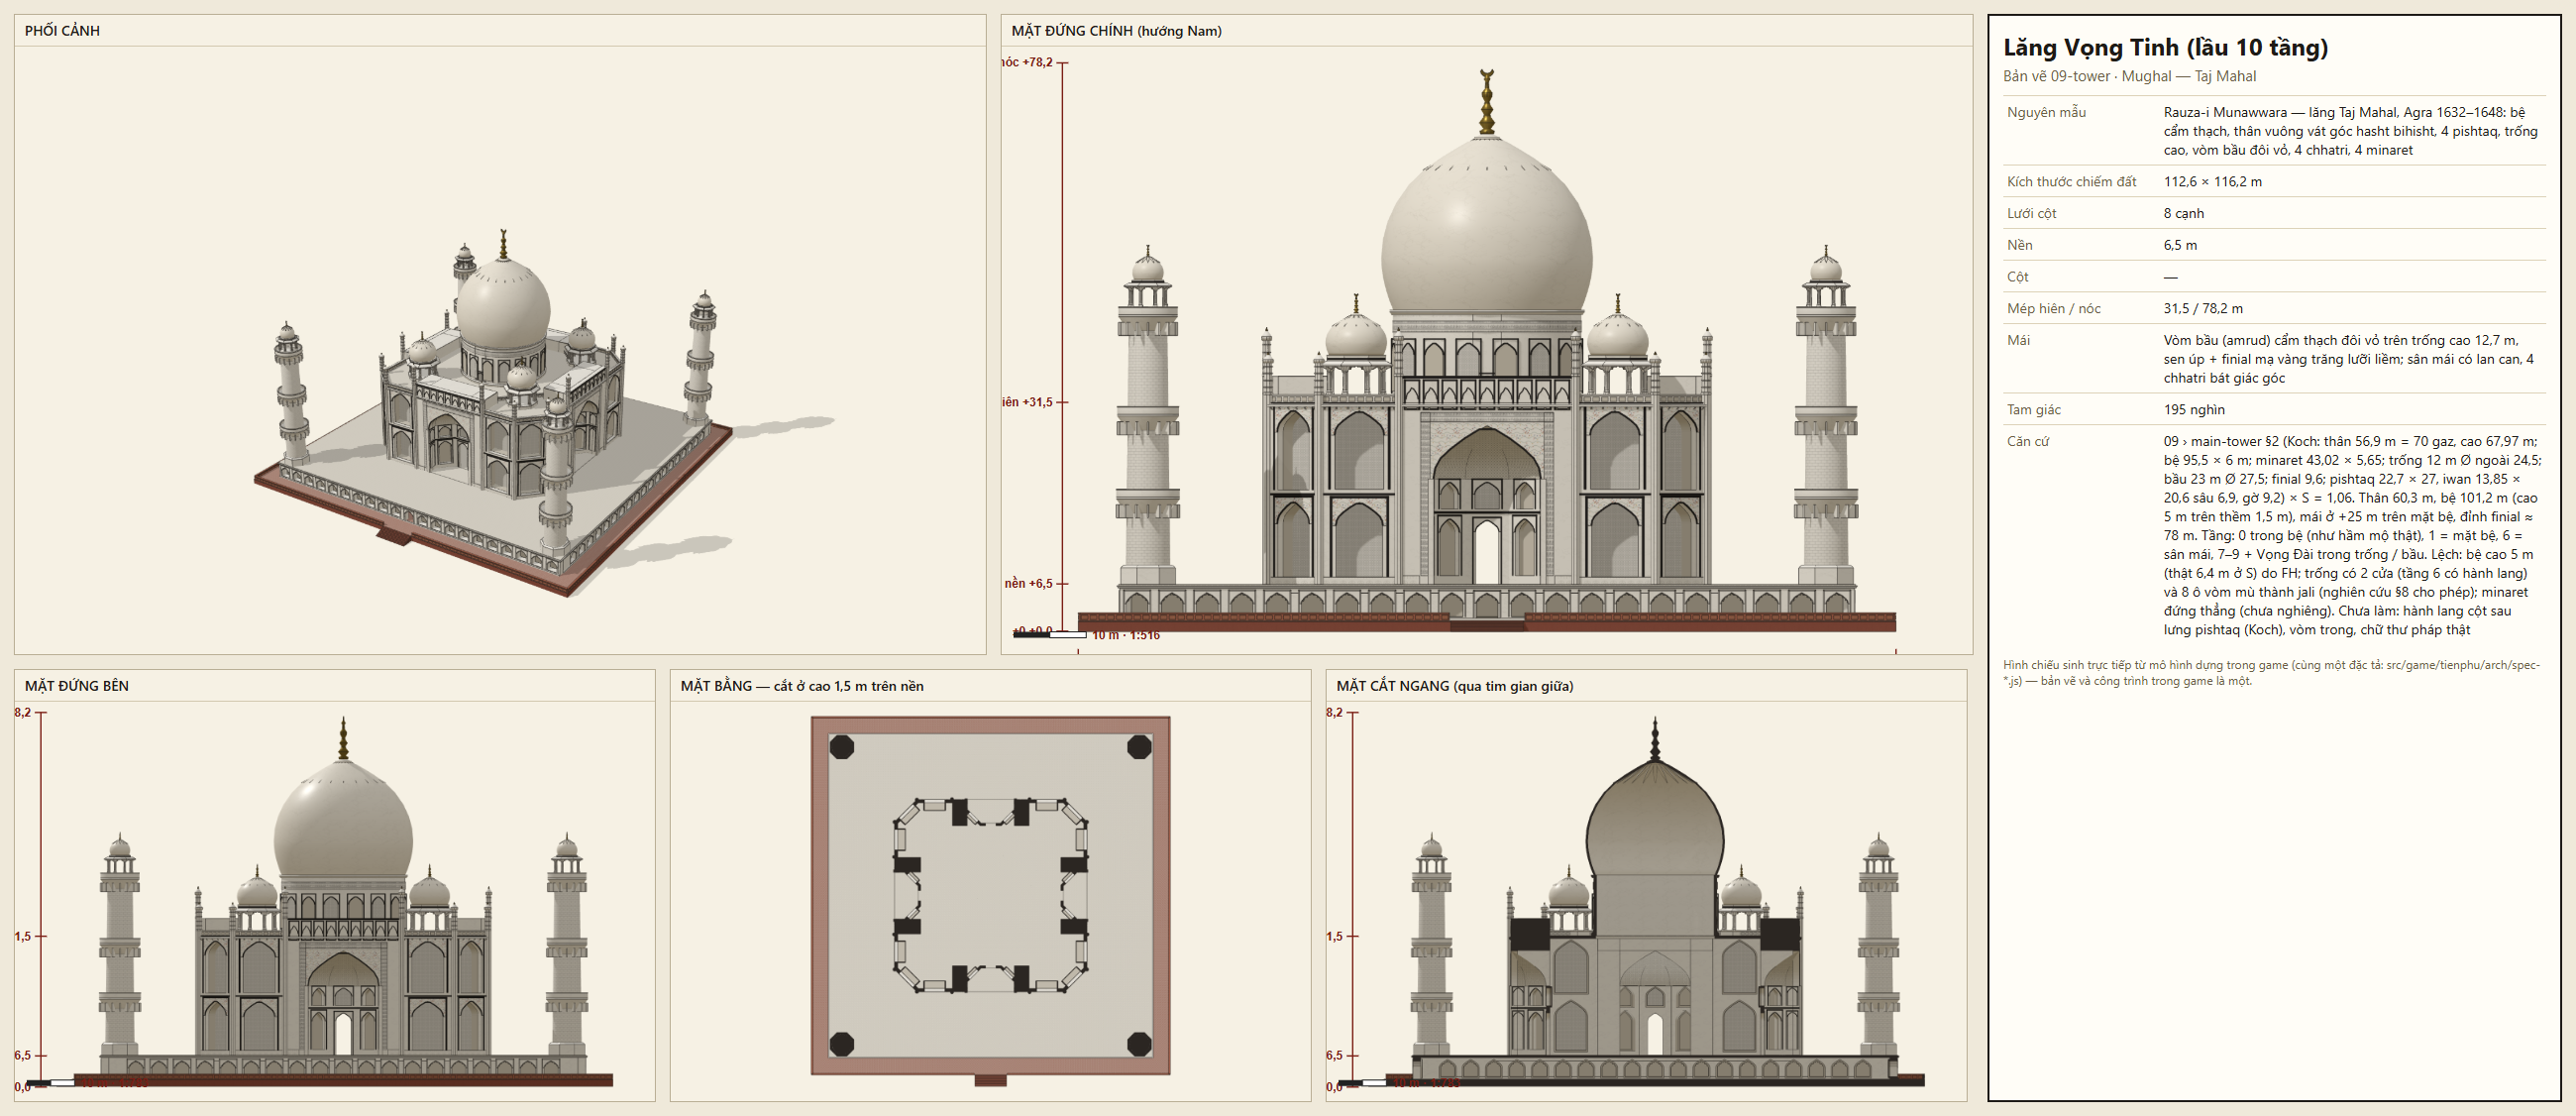 PHỐI CẢNH
MẶT ĐỨNG CHÍNH (hướng Nam)
+78,2
+31,5
nền +6,5
10 m · 1:516
MẶT ĐỨNG BÊN
8,2
1,5
6,5
0,0
MẶT BẰNG — cắt ở cao 1,5 m trên nền
MẶT CẮT NGANG (qua tim gian giữa)
8,2
1,5
6,5
0,0
Lăng Vọng Tinh (lầu 10 tầng)
Bản vẽ 09-tower · Mughal — Taj Mahal
Nguyên mẫu
Rauza-i Munawwara — lăng Taj Mahal, Agra 1632–1648: bệ
cẩm thạch, thân vuông vát góc hasht bihisht, 4 pishtaq, trống
cao, vòm bầu đôi vỏ, 4 chhatri, 4 minaret
Kích thước chiếm đất
112,6 × 116,2 m
Lưới cột
8 cạnh
Nền
6,5 m
Cột
—
Mép hiên / nóc
31,5 / 78,2 m
Mái
Vòm bầu (amrud) cẩm thạch đôi vỏ trên trống cao 12,7 m,
sen úp + finial mạ vàng trăng lưỡi liềm; sân mái có lan can, 4
chhatri bát giác góc
Tam giác
195 nghìn
Căn cứ
09 › main-tower §2 (Koch: thân 56,9 m = 70 gaz, cao 67,97 m;
bệ 95,5 × 6 m; minaret 43,02 × 5,65; trống 12 m Ø ngoài 24,5;
bầu 23 m Ø 27,5; finial 9,6; pishtaq 22,7 × 27, iwan 13,85 ×
20,6 sâu 6,9, gờ 9,2) × S = 1,06. Thân 60,3 m, bệ 101,2 m (cao
5 m trên thềm 1,5 m), mái ở +25 m trên mặt bệ, đỉnh finial ≈
78 m. Tầng: 0 trong bệ (như hầm mộ thật), 1 = mặt bệ, 6 =
sân mái, 7–9 + Vọng Đài trong trống / bầu. Lệch: bệ cao 5 m
(thật 6,4 m ở S) do FH; trống có 2 cửa (tầng 6 có hành lang)
và 8 ô vòm mù thành jali (nghiên cứu §8 cho phép); minaret
đứng thẳng (chưa nghiêng). Chưa làm: hành lang cột sau
lưng pishtaq (Koch), vòm trong, chữ thư pháp thật
Hình chiếu sinh trực tiếp từ mô hình dựng trong game (cùng một đặc tả: src/game/tienphu/arch/spec-
*.js) — bản vẽ và công trình trong game là một.